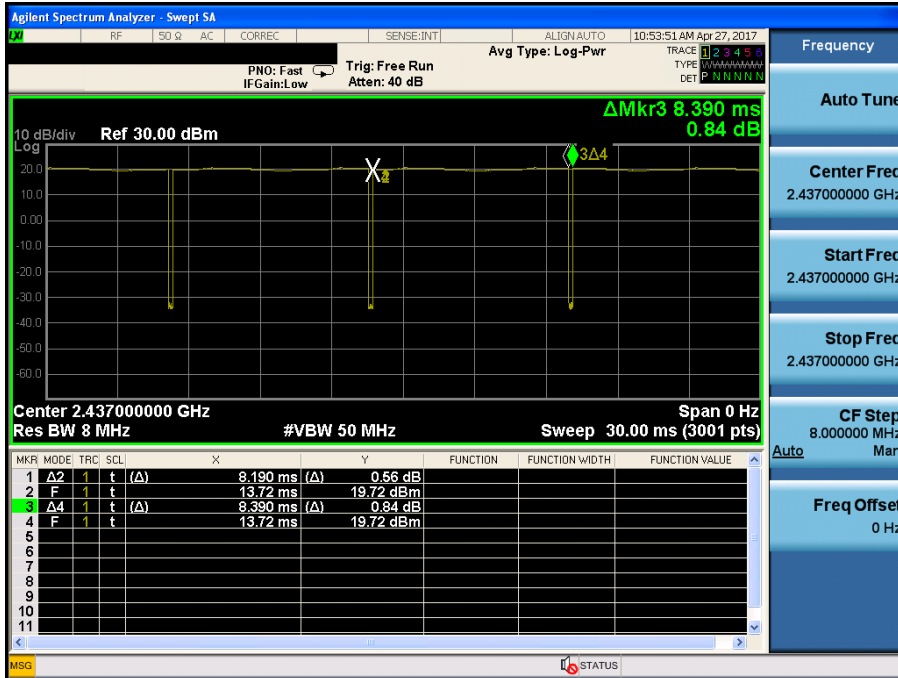 Agilent Spectrum Analyzer - Swept SA
LXI RF 50 Ω AC CORREC SENSE:INT ALIGN AUTO 10:53:51 AM Apr 27, 2017
Avg Type: Log-Pwr
TRACE 1 2 3 4 5 6
TYPE
DET P N N N N N
PNO: Fast
IFGain:Low
Trig: Free Run
Atten: 40 dB
ΔMkr3 8.390 ms
0.84 dB
10 dB/div Ref 30.00 dBm
Log
20.0
10.0
0.00
-10.0
-20.0
-30.0
-40.0
-50.0
-60.0
X2
3Δ4
Center 2.437000000 GHz Span 0 Hz
Res BW 8 MHz #VBW 50 MHz Sweep 30.00 ms (3001 pts)
MKR MODE TRC SCL X Y FUNCTION FUNCTION WIDTH FUNCTION VALUE
1 Δ2 1 t (Δ) 8.190 ms (Δ) 0.56 dB
2 F 1 t 13.72 ms 19.72 dBm
3 Δ4 1 t (Δ) 8.390 ms (Δ) 0.84 dB
4 F 1 t 13.72 ms 19.72 dBm
5
6
7
8
9
10
11
MSG STATUS
Frequency
Auto Tune
Center Freq
2.437000000 GHz
Start Freq
2.437000000 GHz
Stop Freq
2.437000000 GHz
CF Step
8.000000 MHz
Auto Man
Freq Offset
0 Hz